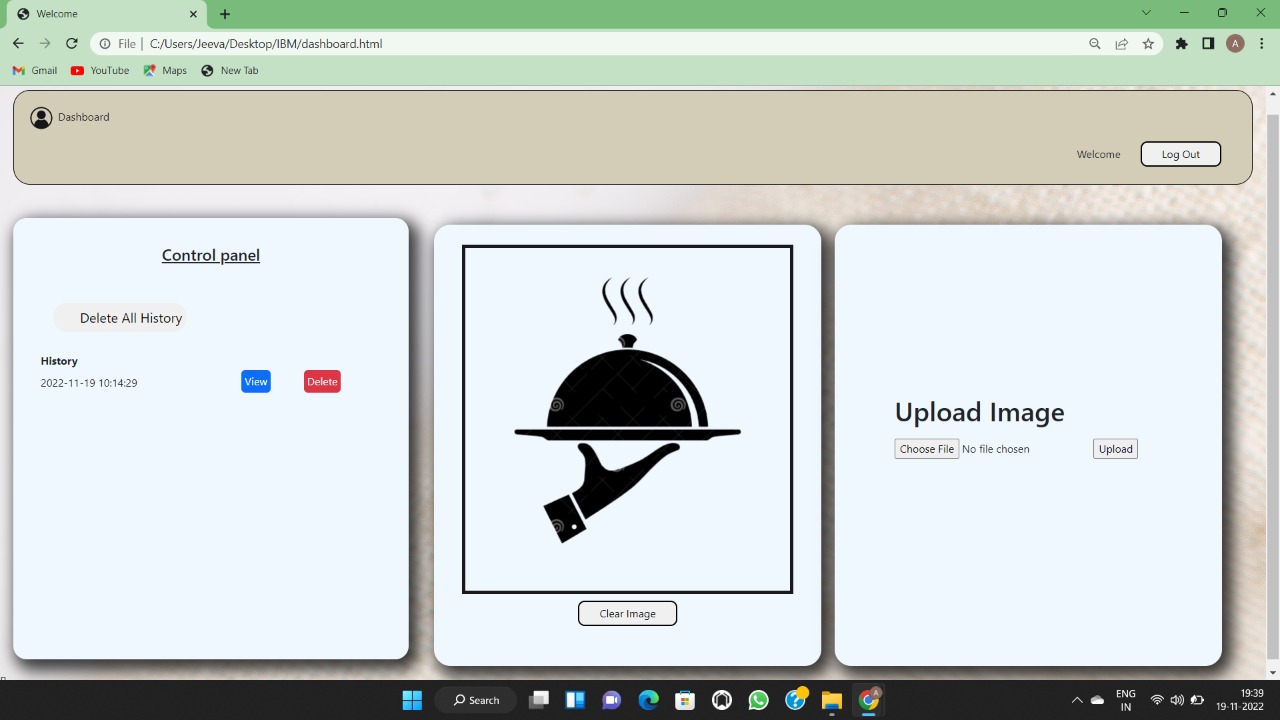 Welcome
File C:/Users/Jeeva/Desktop/IBM/dashboard.html
A
Gmail YouTube Maps New Tab
Dashboard
Welcome Log Out
Control panel
Delete All History
History
2022-11-19 10:14:29 View Delete
Clear Image
Upload Image
Choose File No file chosen Upload
Search
A
ENG
IN
19:39
19-11-2022